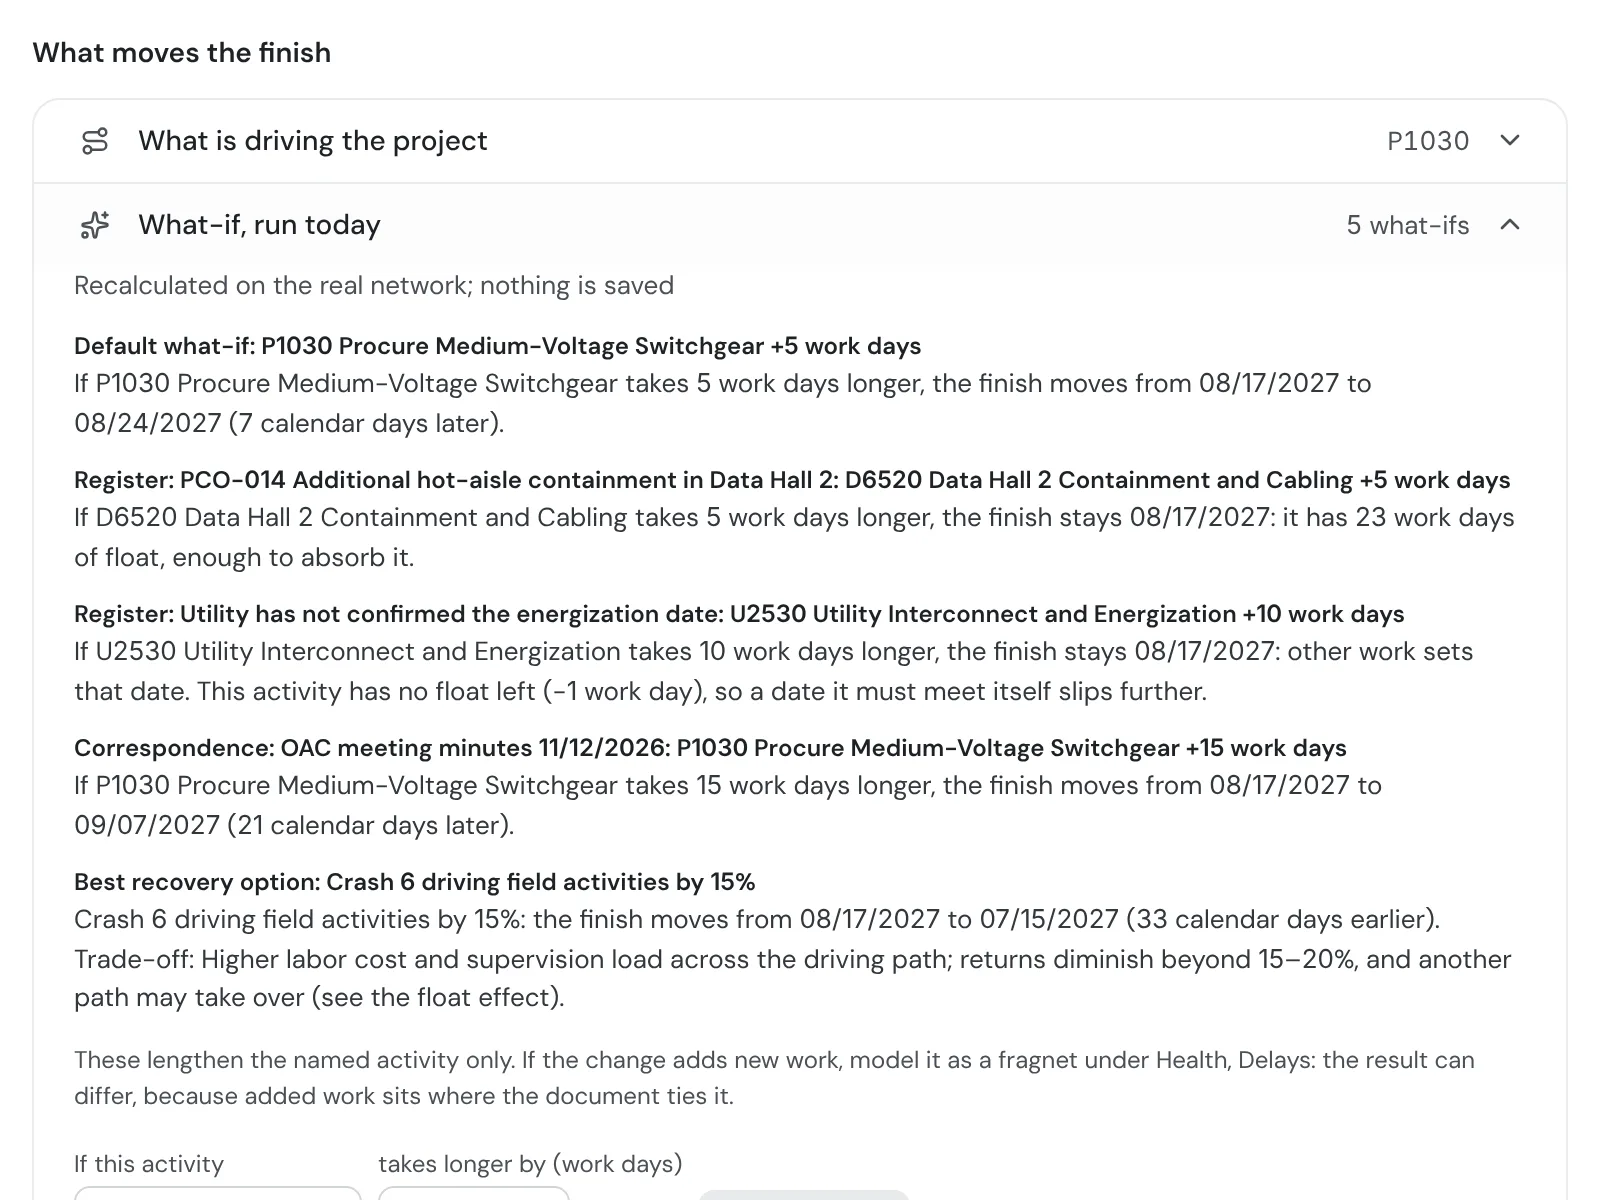 What moves the finish
What is driving the project
P1030
What-if, run today
5 what-ifs
Recalculated on the real network; nothing is saved
Default what-if: P1030 Procure Medium-Voltage Switchgear +5 work days
If P1030 Procure Medium-Voltage Switchgear takes 5 work days longer, the finish moves from 08/17/2027 to
08/24/2027 (7 calendar days later).
Register: PCO-014 Additional hot-aisle containment in Data Hall 2: D6520 Data Hall 2 Containment and Cabling +5 work days
If D6520 Data Hall 2 Containment and Cabling takes 5 work days longer, the finish stays 08/17/2027: it has 23 work days
of float, enough to absorb it.
Register: Utility has not confirmed the energization date: U2530 Utility Interconnect and Energization +10 work days
If U2530 Utility Interconnect and Energization takes 10 work days longer, the finish stays 08/17/2027: other work sets
that date. This activity has no float left (-1 work day), so a date it must meet itself slips further.
Correspondence: OAC meeting minutes 11/12/2026: P1030 Procure Medium-Voltage Switchgear +15 work days
If P1030 Procure Medium-Voltage Switchgear takes 15 work days longer, the finish moves from 08/17/2027 to
09/07/2027 (21 calendar days later).
Best recovery option: Crash 6 driving field activities by 15%
Crash 6 driving field activities by 15%: the finish moves from 08/17/2027 to 07/15/2027 (33 calendar days earlier).
Trade-off: Higher labor cost and supervision load across the driving path; returns diminish beyond 15–20%, and another
path may take over (see the float effect).
These lengthen the named activity only. If the change adds new work, model it as a fragnet under Health, Delays: the result can
differ, because added work sits where the document ties it.
If this activity
takes longer by (work days)